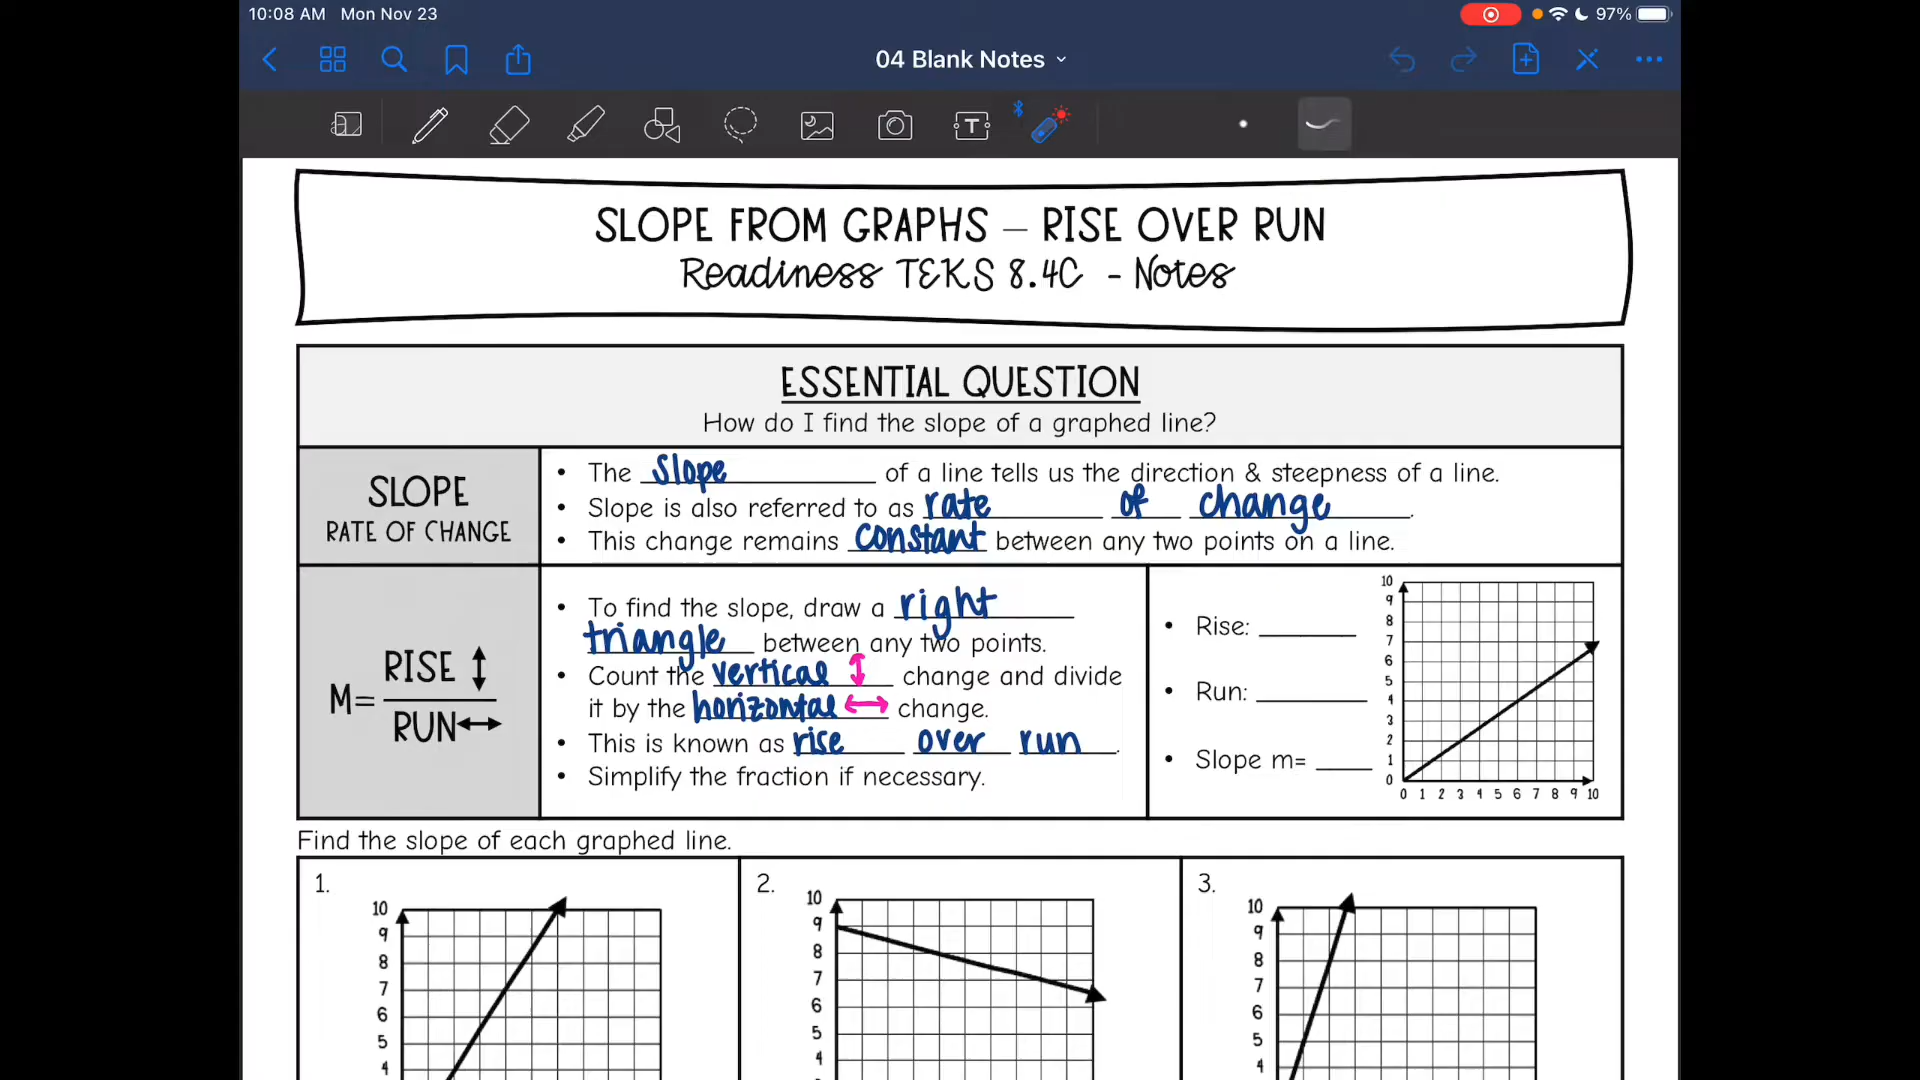 10:08 AM Mon Nov 23
97%
04 Blank Notes
T
SLOPE FROM GRAPHS – RISE OVER RUN
Readiness TEKS 8.4C - Notes
ESSENTIAL QUESTION
How do I find the slope of a graphed line?
SLOPE
RATE OF CHANGE
• The slope of a line tells us the direction & steepness of a line.
• Slope is also referred to as rate of change.
• This change remains constant between any two points on a line.
M= RISE
RUN
• To find the slope, draw a right
triangle between any two points.
• Count the vertical change and divide
it by the horizontal change.
• This is known as rise over run.
• Simplify the fraction if necessary.
• Rise: ____
• Run: ____
• Slope m= ____
10
9
8
7
6
5
4
3
2
1
0
0 1 2 3 4 5 6 7 8 9 10
Find the slope of each graphed line.
1.
10
9
8
7
6
5
4
2.
10
9
8
7
6
5
4
3.
10
9
8
7
6
5
4